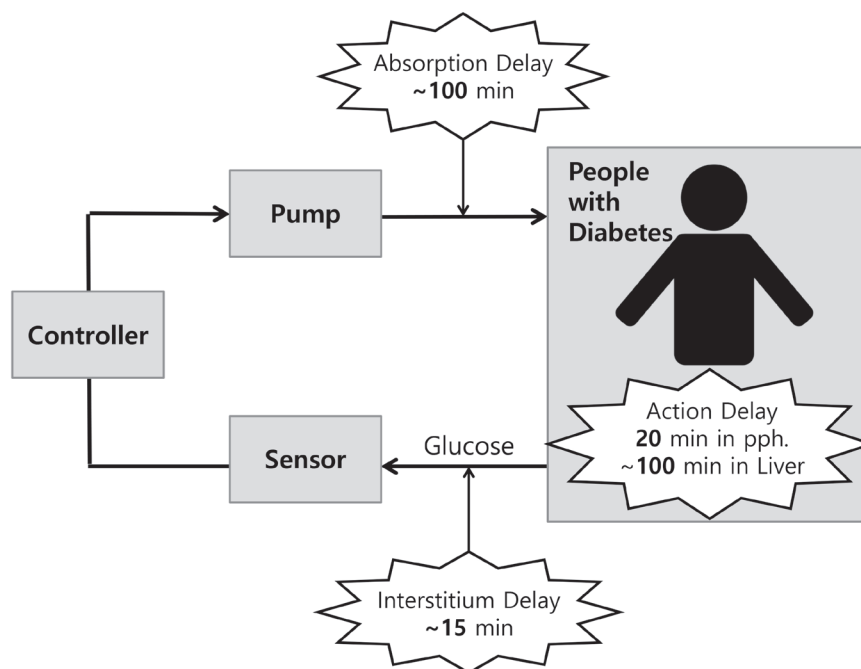 Absorption Delay
~100 min
People
with
Diabetes
Pump
Controller
Action Delay
20 min in pph.
~100 min in Liver
Glucose
Sensor
Interstitium Delay
~15 min